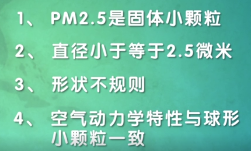 1、 PM2.5是固体小颗粒
2、 直径小于等于2.5微米
3、 形状不规则
4、 空气动力学特性与球形
小颗粒一致